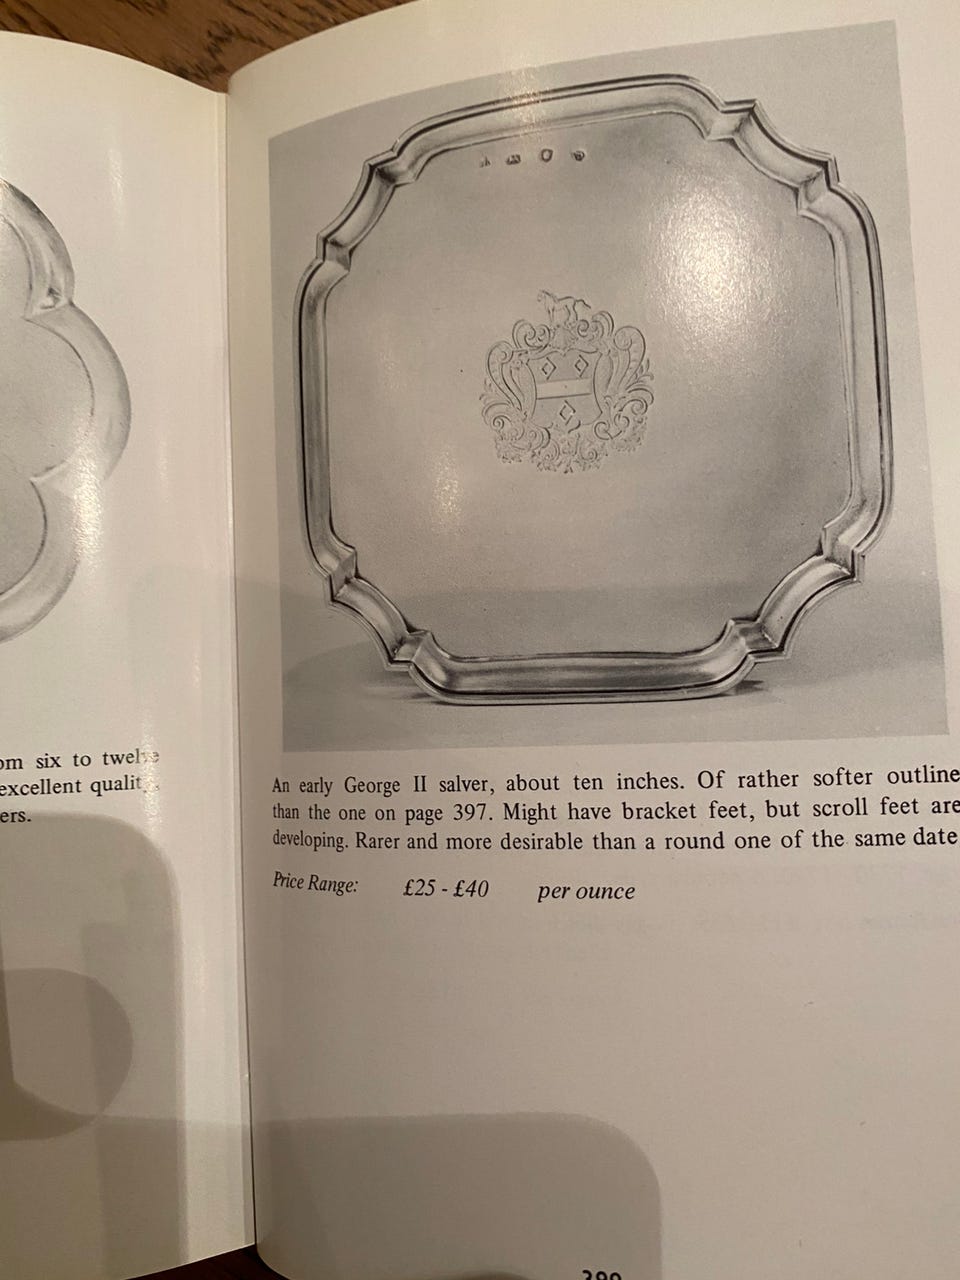 om six to twelve
excellent quality,
ers.
An early George II salver, about ten inches. Of rather softer outline
than the one on page 397. Might have bracket feet, but scroll feet are
developing. Rarer and more desirable than a round one of the same date
Price Range: £25 - £40 per ounce